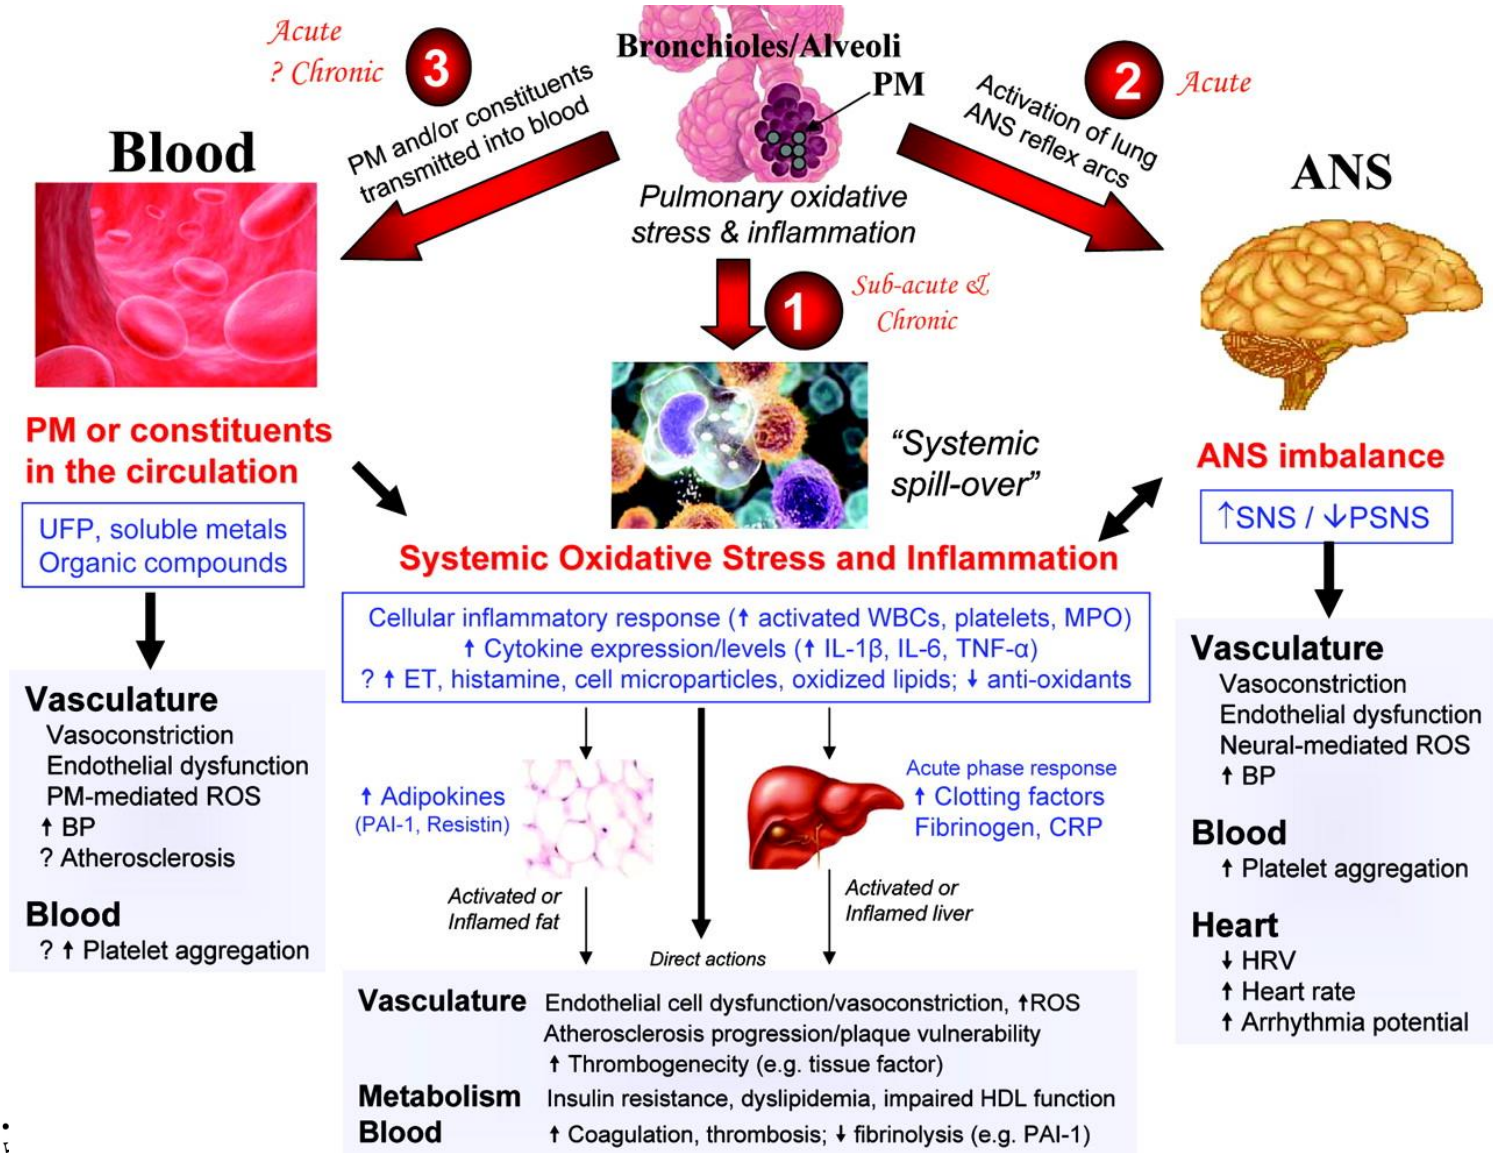 Acute
? Chronic
3
PM and/or constituents
transmitted into blood
Bronchioles/Alveoli
PM
2
Acute
Activation of lung
ANS reflex arcs
Blood
ANS
Pulmonary oxidative
stress & inflammation
1
Sub-acute &
Chronic
"Systemic
spill-over"
PM or constituents
in the circulation
UFP, soluble metals
Organic compounds
Vasculature
Vasoconstriction
Endothelial dysfunction
PM-mediated ROS
↑ BP
? Atherosclerosis
Blood
? ↑ Platelet aggregation
Systemic Oxidative Stress and Inflammation
Cellular inflammatory response (↑ activated WBCs, platelets, MPO)
↑ Cytokine expression/levels (↑ IL-1β, IL-6, TNF-α)
? ↑ ET, histamine, cell microparticles, oxidized lipids; ↓ anti-oxidants
↑ Adipokines
(PAI-1, Resistin)
Activated or
Inflamed fat
Acute phase response
↑ Clotting factors
Fibrinogen, CRP
Activated or
Inflamed liver
Direct actions
Vasculature Endothelial cell dysfunction/vasoconstriction, ↑ROS
Atherosclerosis progression/plaque vulnerability
↑ Thrombogenecity (e.g. tissue factor)
Metabolism Insulin resistance, dyslipidemia, impaired HDL function
Blood ↑ Coagulation, thrombosis; ↓ fibrinolysis (e.g. PAI-1)
ANS imbalance
↑SNS / ↓PSNS
Vasculature
Vasoconstriction
Endothelial dysfunction
Neural-mediated ROS
↑ BP
Blood
↑ Platelet aggregation
Heart
↓ HRV
↑ Heart rate
↑ Arrhythmia potential